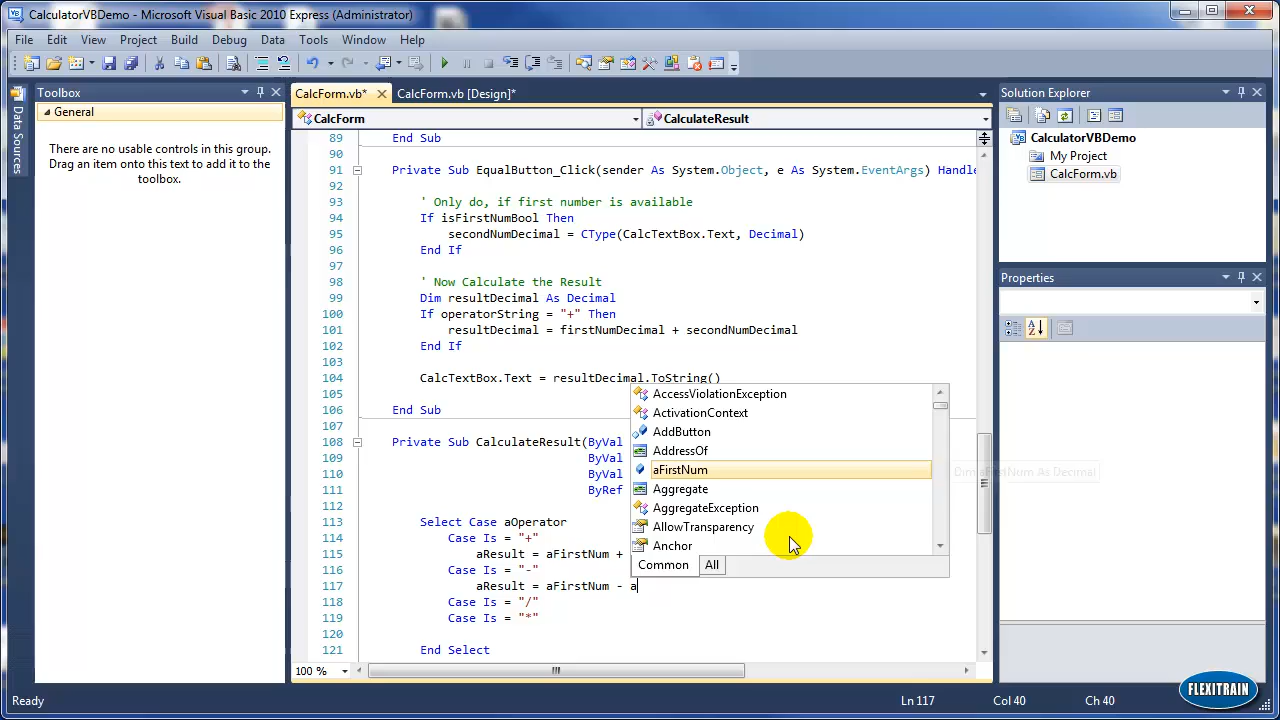 CalculatorVBDemo - Microsoft Visual Basic 2010 Express (Administrator)
File Edit View Project Build Debug Data Tools Window Help
Toolbox
General
There are no usable controls in this group.
Drag an item onto this text to add it to the
toolbox.
Data Sources
CalcForm.vb* CalcForm.vb [Design]*
CalcForm CalculateResult
89 End Sub
90
91 Private Sub EqualButton_Click(sender As System.Object, e As System.EventArgs) Handle
92
93 ' Only do, if first number is available
94 If isFirstNumBool Then
95 secondNumDecimal = CType(CalcTextBox.Text, Decimal)
96 End If
97
98 ' Now Calculate the Result
99 Dim resultDecimal As Decimal
100 If operatorString = "+" Then
101 resultDecimal = firstNumDecimal + secondNumDecimal
102 End If
103
104 CalcTextBox.Text = resultDecimal.ToString()
105
106 End Sub
107
108 Private Sub CalculateResult(ByVal
109 ByVal
110 ByVal
111 ByRef
112
113 Select Case aOperator
114 Case Is = "+"
115 aResult = aFirstNum +
116 Case Is = "-"
117 aResult = aFirstNum - a
118 Case Is = "/"
119 Case Is = "*"
120
121 End Select
AccessViolationException
ActivationContext
AddButton
AddressOf
aFirstNum
Aggregate
AggregateException
AllowTransparency
Anchor
Common All
Dim aFirstNum As Decimal
100 %
Solution Explorer
CalculatorVBDemo
My Project
CalcForm.vb
Properties
Ready Ln 117 Col 40 Ch 40
FLEXITRAIN